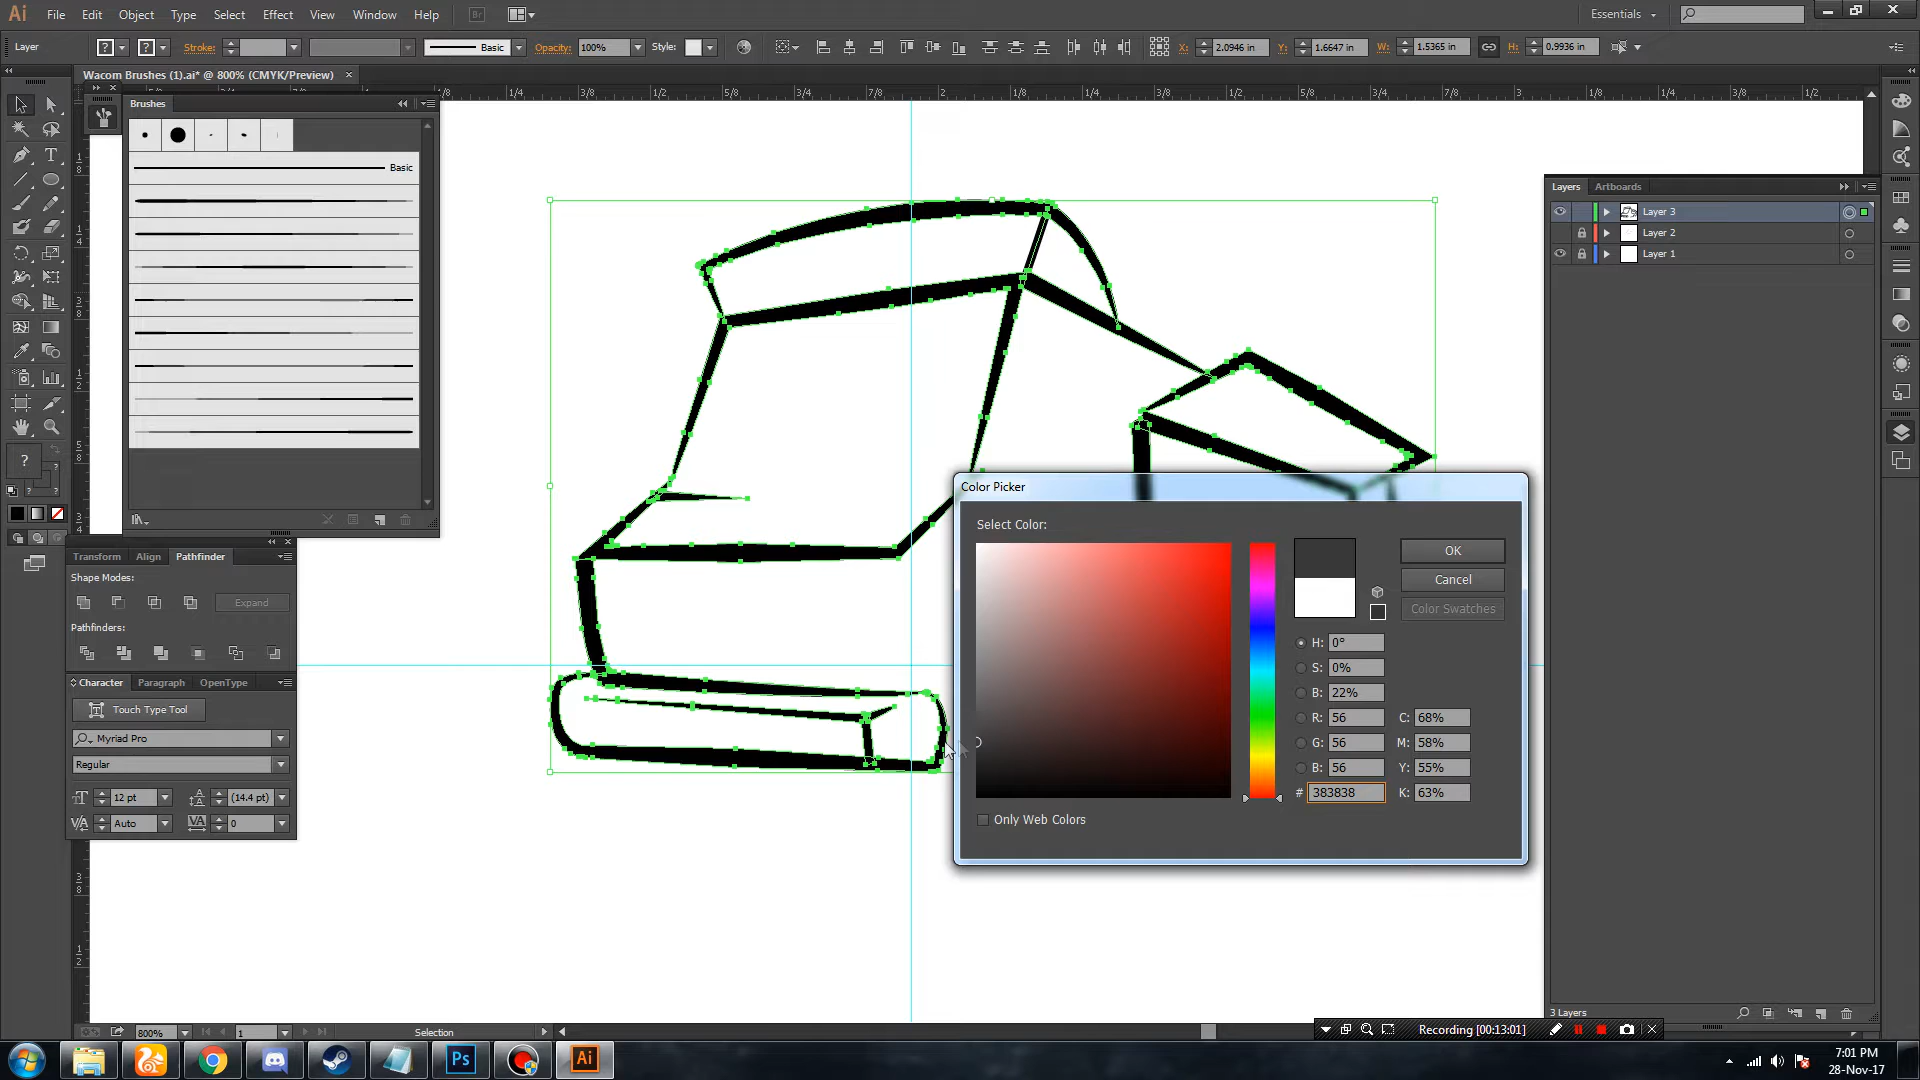 Ai File Edit Object Type Select Effect View Window Help Br Essentials
Layer ? ? Stroke: Basic Opacity: 100% Style: X: 2.0946 in Y: 1.6647 in W: 1.5365 in H: 0.9936 in
Wacom Brushes (1).ai* @ 800% (CMYK/Preview)
Brushes
Basic
Layers Artboards
Layer 3
Layer 2
Layer 1
3 Layers
Transform Align Pathfinder
Shape Modes:
Expand
Pathfinders:
Character Paragraph OpenType
Touch Type Tool
Myriad Pro
Regular
12 pt (14.4 pt)
Auto 0
Color Picker
Select Color:
OK
Cancel
Color Swatches
H: 0°
S: 0%
B: 22%
R: 56 C: 68%
G: 56 M: 58%
B: 56 Y: 55%
# 383838 K: 63%
Only Web Colors
800% 1 Selection
Recording [00:13:01]
Ps Ai
7:01 PM
28-Nov-17